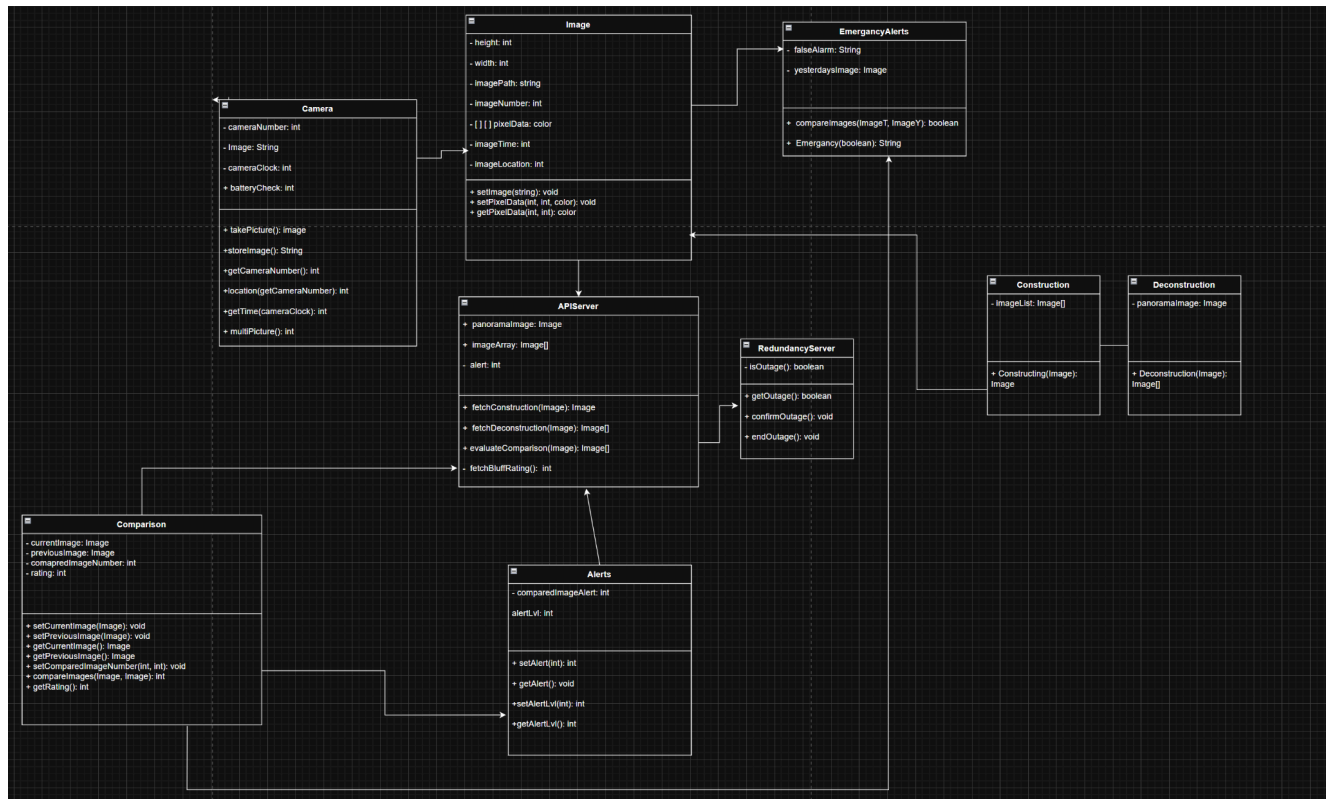 Image
- height: int
- width: int
- imagePath: string
- imageNumber: int
- [ ] [ ] pixelData: color
- imageTime: int
- imageLocation: int
+ setImage(string): void
+ setPixelData(int, int, color): void
+ getPixelData(int, int): color
EmergancyAlerts
- falseAlarm: String
- yesterdaysImage: Image
+ compareImages(ImageT, ImageY): boolean
+ Emergancy(boolean): String
Camera
- cameraNumber: int
- Image: String
- cameraClock: int
+ batteryCheck: int
+ takePicture(): image
+storeImage(): String
+getCameraNumber(): int
+location(getCameraNumber): int
+getTime(cameraClock): int
+ multiPicture(): int
APIServer
+ panoramaImage: Image
+ imageArray: Image[]
- alert: int
+ fetchConstruction(Image): Image
+ fetchDeconstruction(Image): Image[]
+ evaluateComparison(Image): Image[]
- fetchBluffRating(): int
RedundancyServer
- isOutage(): boolean
+ getOutage(): boolean
+ confirmOutage(): void
+ endOutage(): void
Construction
- imageList: Image[]
+ Constructing(Image):
Image
Deconstruction
- panoramaImage: Image
+ Deconstruction(Image):
Image[]
Comparison
- currentImage: Image
- previousImage: Image
- comapredImageNumber: int
- rating: int
+ setCurrentImage(Image): void
+ setPreviousImage(Image): void
+ getCurrentImage(): Image
+ getPreviousImage(): Image
+ setComparedImageNumber(int, int): void
+ compareImages(Image, Image): int
+ getRating(): int
Alerts
- comparedImageAlert: int
alertLvl: int
+ setAlert(int): int
+ getAlert(): void
+setAlertLvl(int): int
+getAlertLvl(): int